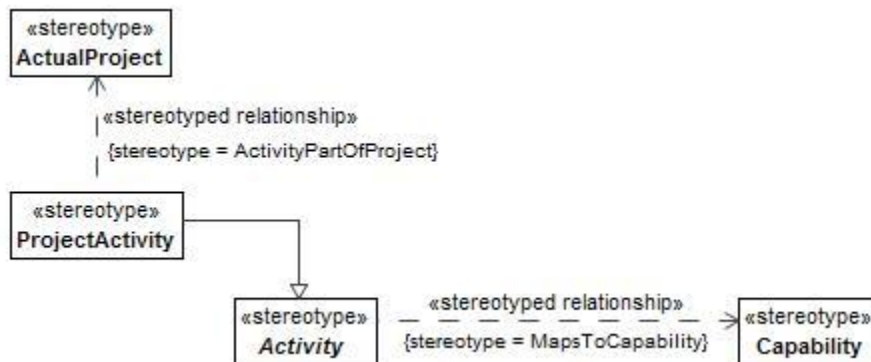 «stereotype»
ActualProject
«stereotyped relationship»
{stereotype = ActivityPartOfProject}
«stereotype»
ProjectActivity
«stereotype»
Activity
«stereotyped relationship»
{stereotype = MapsToCapability}
«stereotype»
Capability